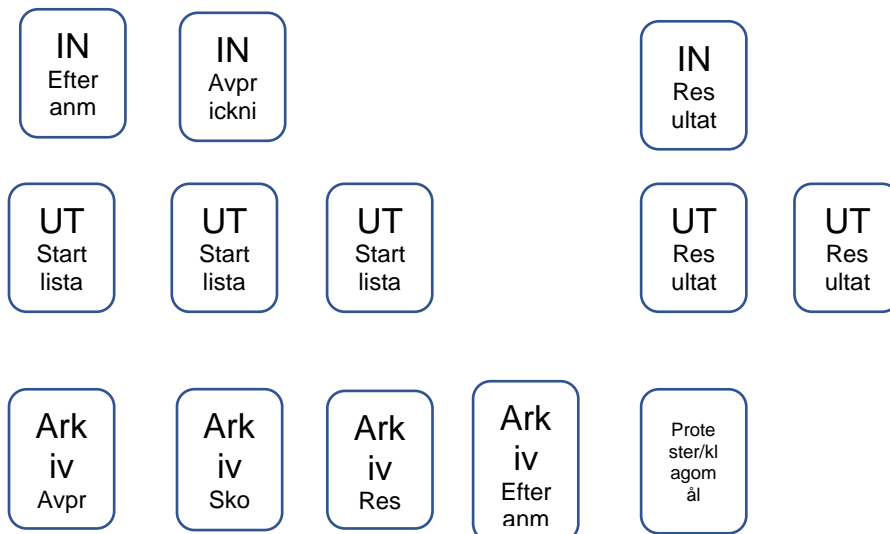 IN
Efter
anm
IN
Avpr
ickni
IN
Res
ultat
UT
Start
lista
UT
Start
lista
UT
Start
lista
UT
Res
ultat
UT
Res
ultat
Ark
iv
Avpr
Ark
iv
Sko
Ark
iv
Res
Ark
iv
Efter
anm
Prote
ster/kl
agom
ål